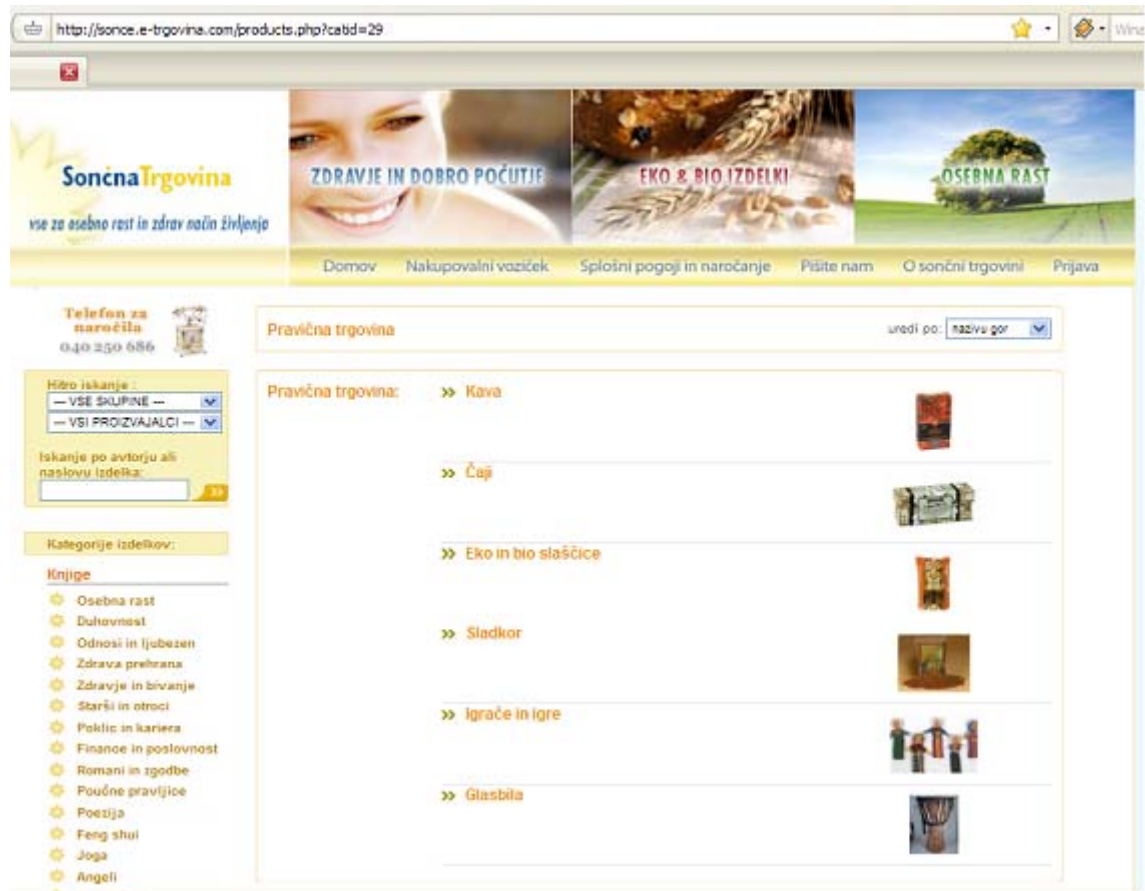 http://sonce.e-trgovina.com/products.php?catid=29
SončnaTrgovina
vse za osebno rast in zdrav način življenja
ZDRAVJE IN DOBRO POČUTJE
EKO & BIO IZDELKI
OSEBNA RAST
Domov Nakupovalni voziček Splošni pogoji in naročanje Pišite nam O sončni trgovini Prijava
Telefon za
naročila
040 250 686
Hitro iskanje :
--- VSE SKUPINE ---
--- VSI PROIZVAJALCI ---
Iskanje po avtorju ali
naslovu izdelka:
Kategorije izdelkov:
Knjige
Osebna rast
Duhovnost
Odnosi in ljubezen
Zdrava prehrana
Zdravje in bivanje
Starši in otroci
Poklic in kariera
Finance in poslovnost
Romani in zgodbe
Poučne pravljice
Poezija
Feng shui
Joga
Angeli
Pravična trgovina
uredi po: nazivu gor
Pravična trgovina:
Kava
Čaji
Eko in bio slaščice
Sladkor
Igrače in igre
Glasbila